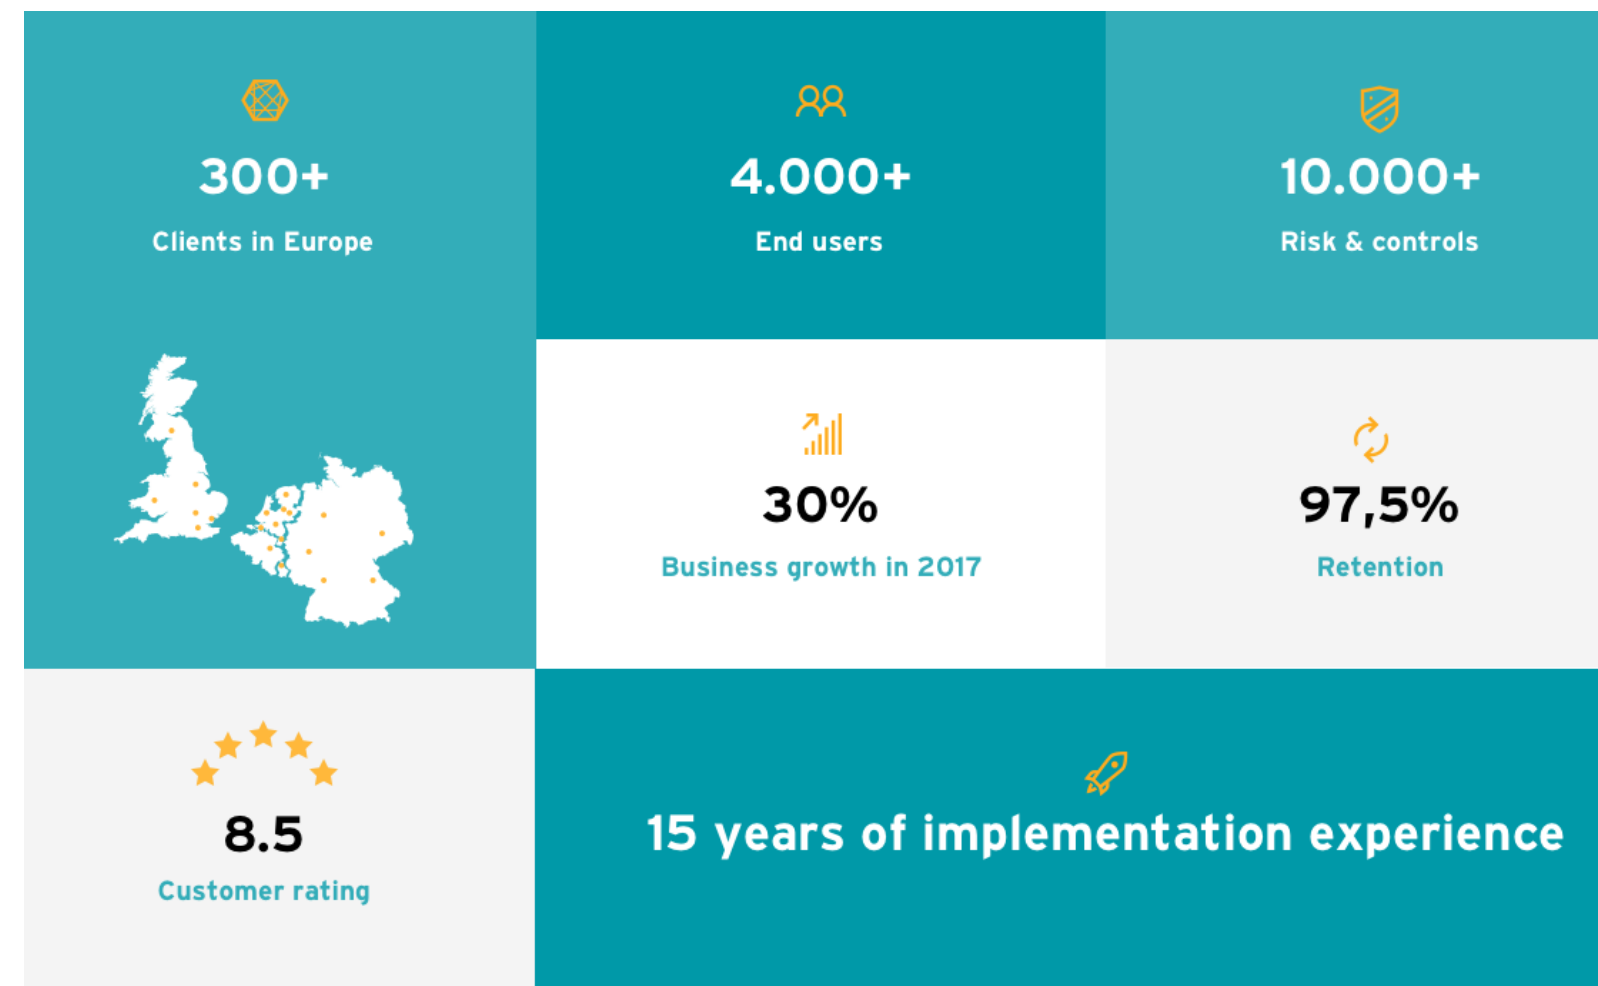 300+
Clients in Europe
4.000+
End users
10.000+
Risk & controls
30%
Business growth in 2017
97,5%
Retention
8.5
Customer rating
15 years of implementation experience